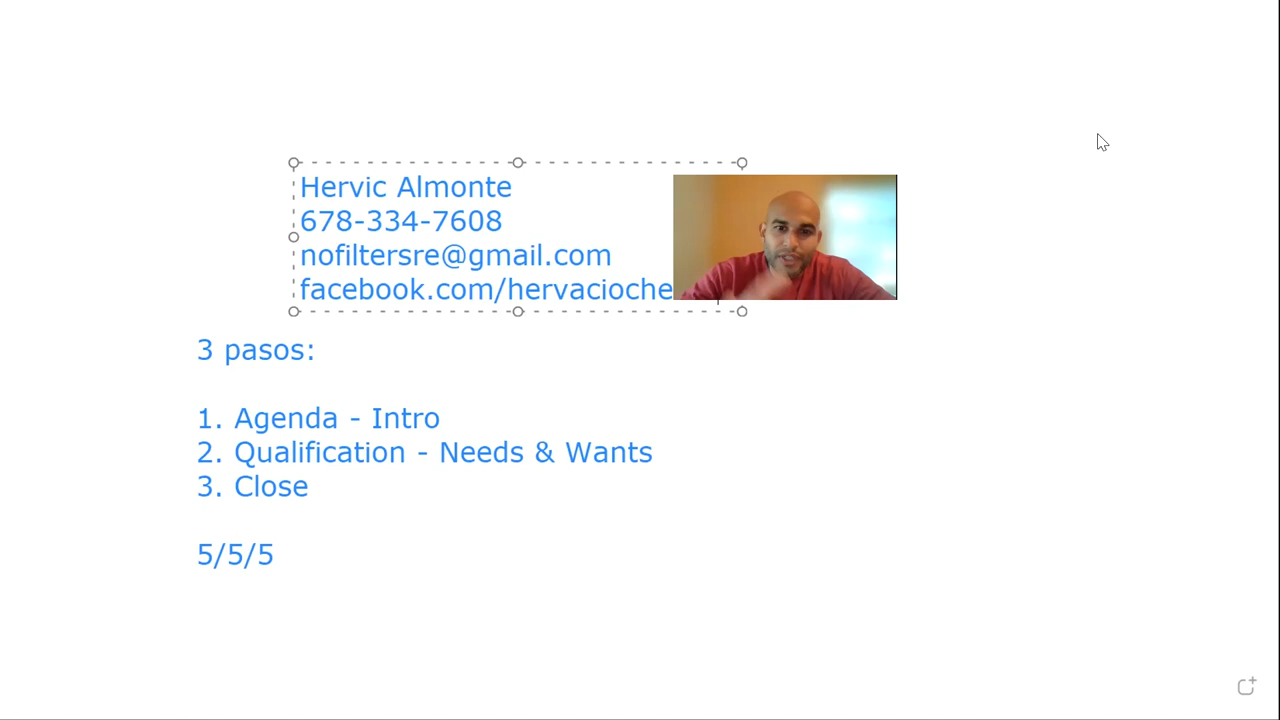 Hervic Almonte
678-334-7608
nofiltersre@gmail.com
facebook.com/hervacioche
3 pasos:
1. Agenda - Intro
2. Qualification - Needs & Wants
3. Close
5/5/5